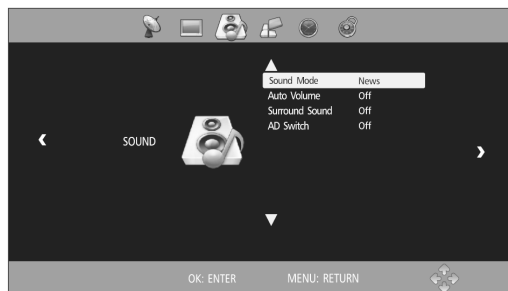 Sound Mode News
Auto Volume Off
Surround Sound Off
AD Switch Off
SOUND
OK: ENTER MENU: RETURN